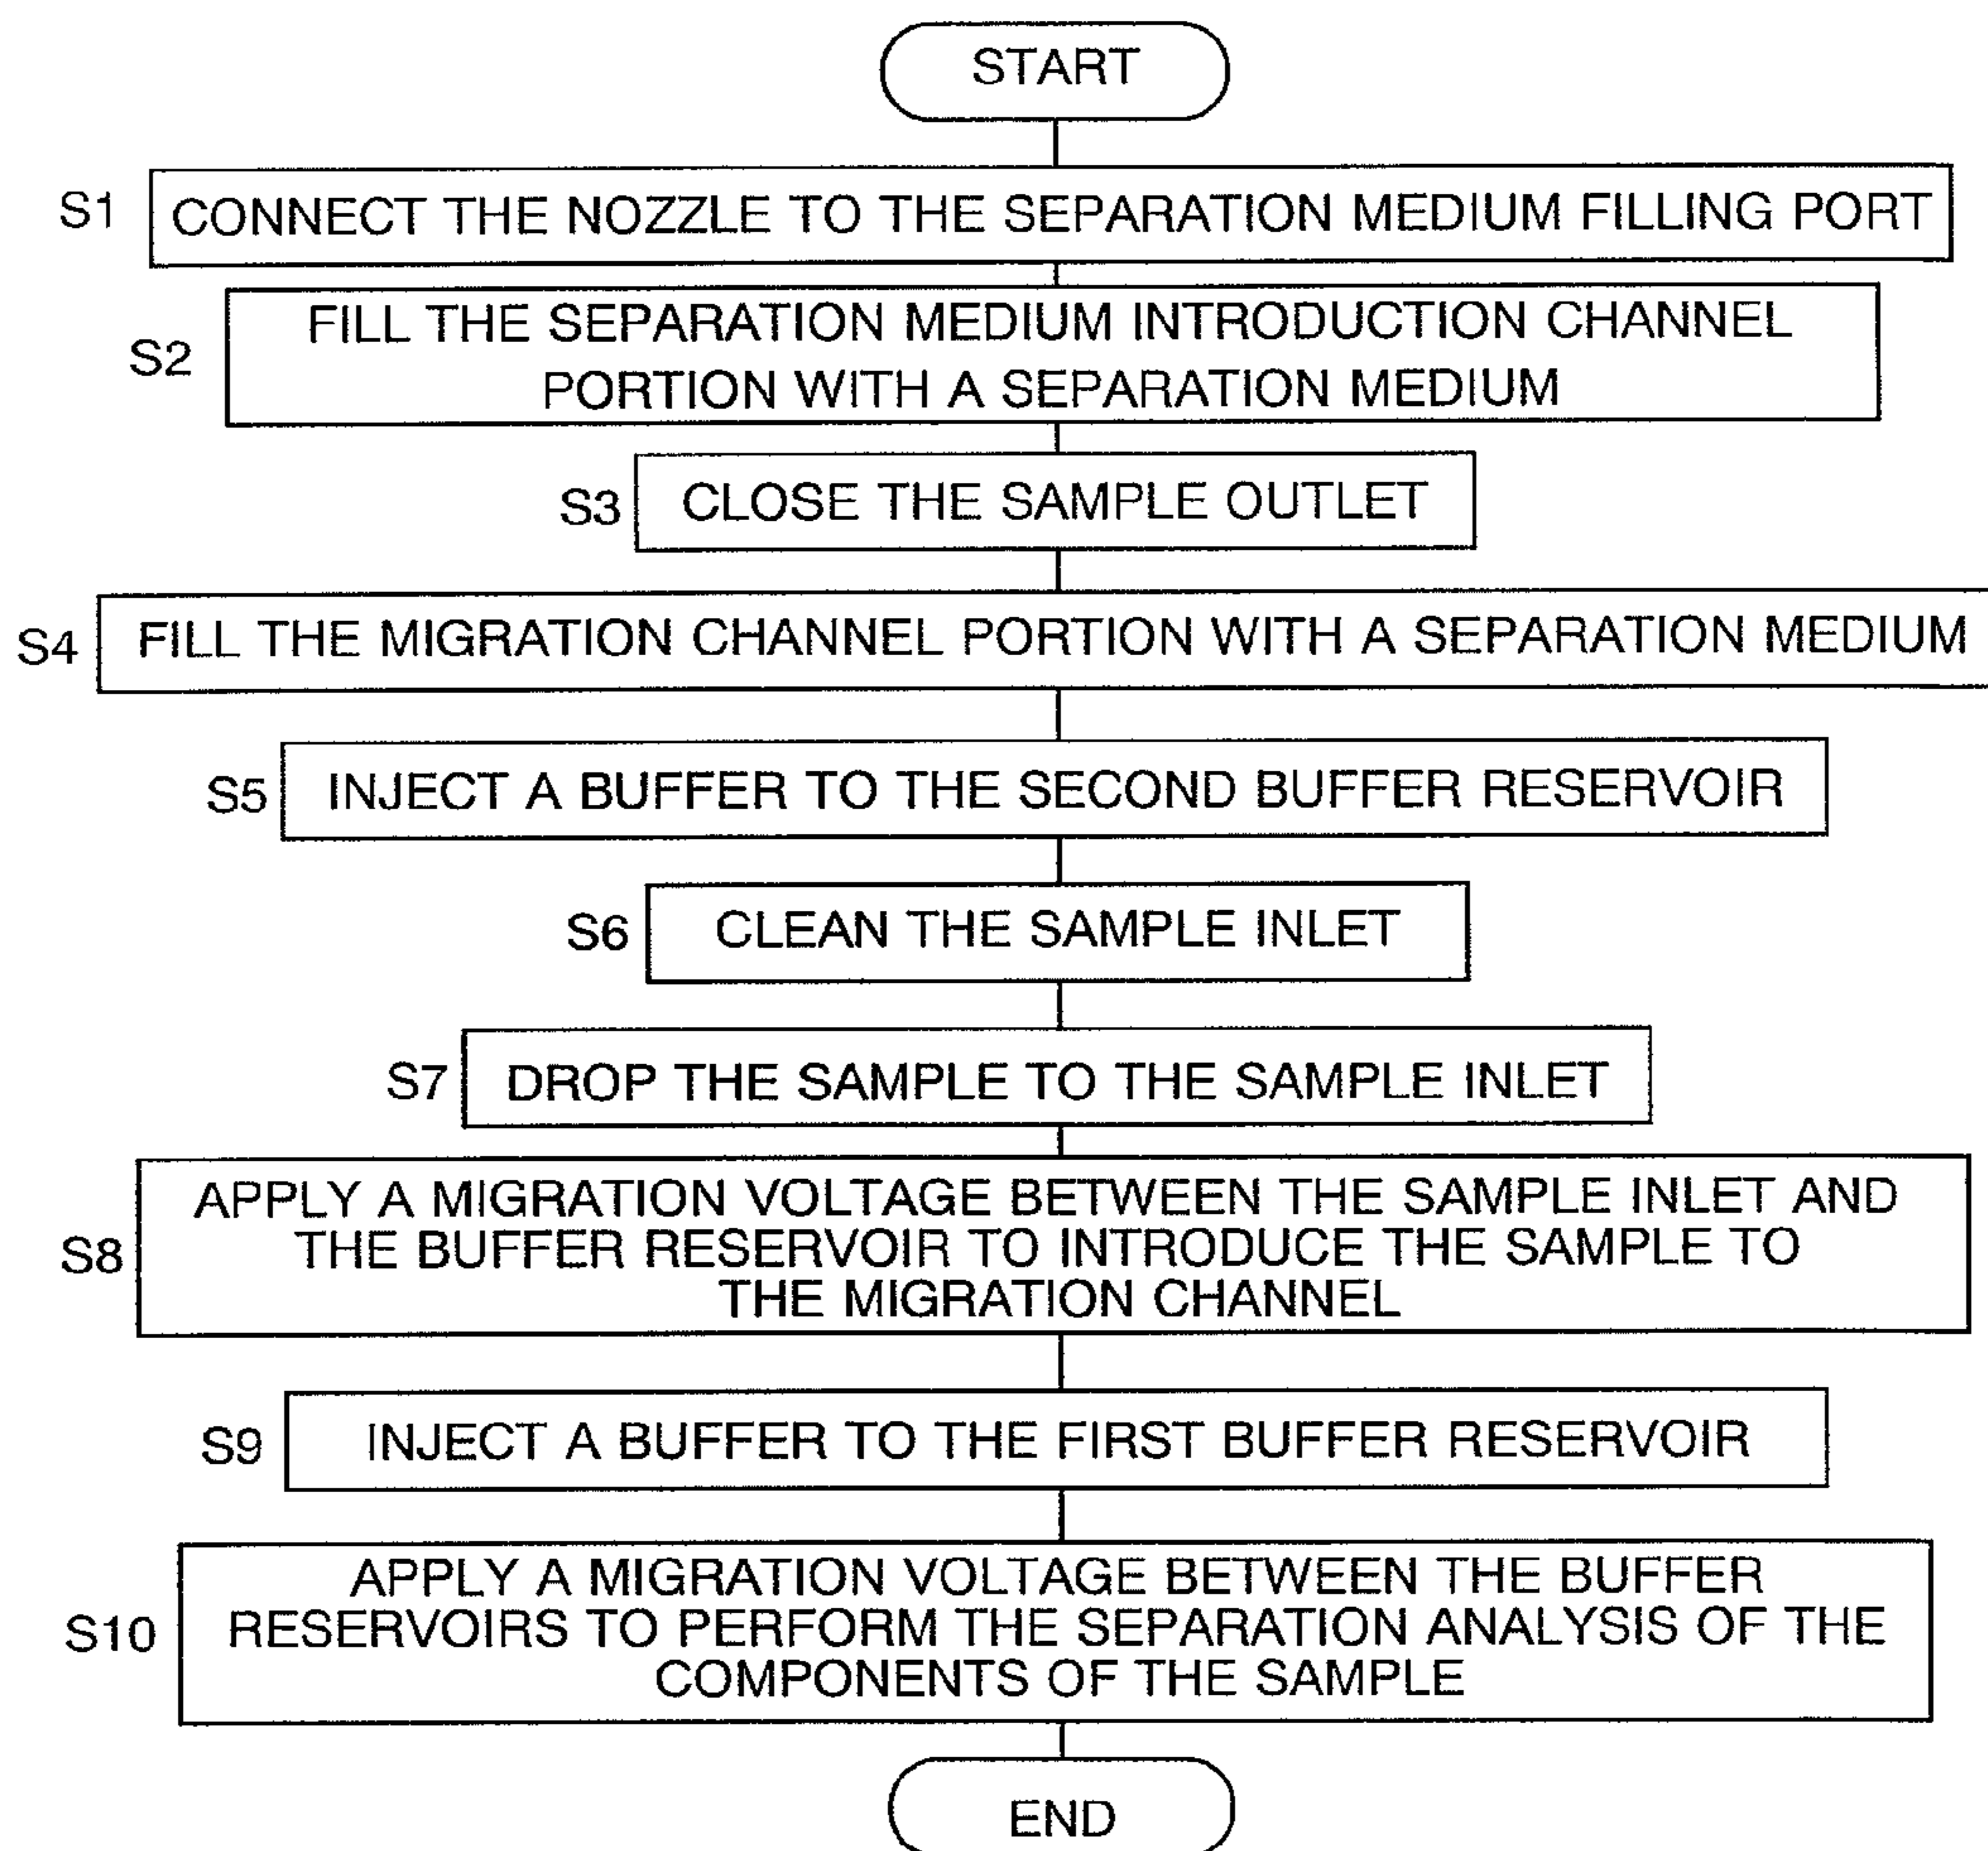 START
S1 CONNECT THE NOZZLE TO THE SEPARATION MEDIUM FILLING PORT
S2 FILL THE SEPARATION MEDIUM INTRODUCTION CHANNEL
PORTION WITH A SEPARATION MEDIUM
S3 CLOSE THE SAMPLE OUTLET
S4 FILL THE MIGRATION CHANNEL PORTION WITH A SEPARATION MEDIUM
S5 INJECT A BUFFER TO THE SECOND BUFFER RESERVOIR
S6 CLEAN THE SAMPLE INLET
S7 DROP THE SAMPLE TO THE SAMPLE INLET
S8 APPLY A MIGRATION VOLTAGE BETWEEN THE SAMPLE INLET AND
THE BUFFER RESERVOIR TO INTRODUCE THE SAMPLE TO
THE MIGRATION CHANNEL
S9 INJECT A BUFFER TO THE FIRST BUFFER RESERVOIR
S10 APPLY A MIGRATION VOLTAGE BETWEEN THE BUFFER
RESERVOIRS TO PERFORM THE SEPARATION ANALYSIS OF THE
COMPONENTS OF THE SAMPLE
END